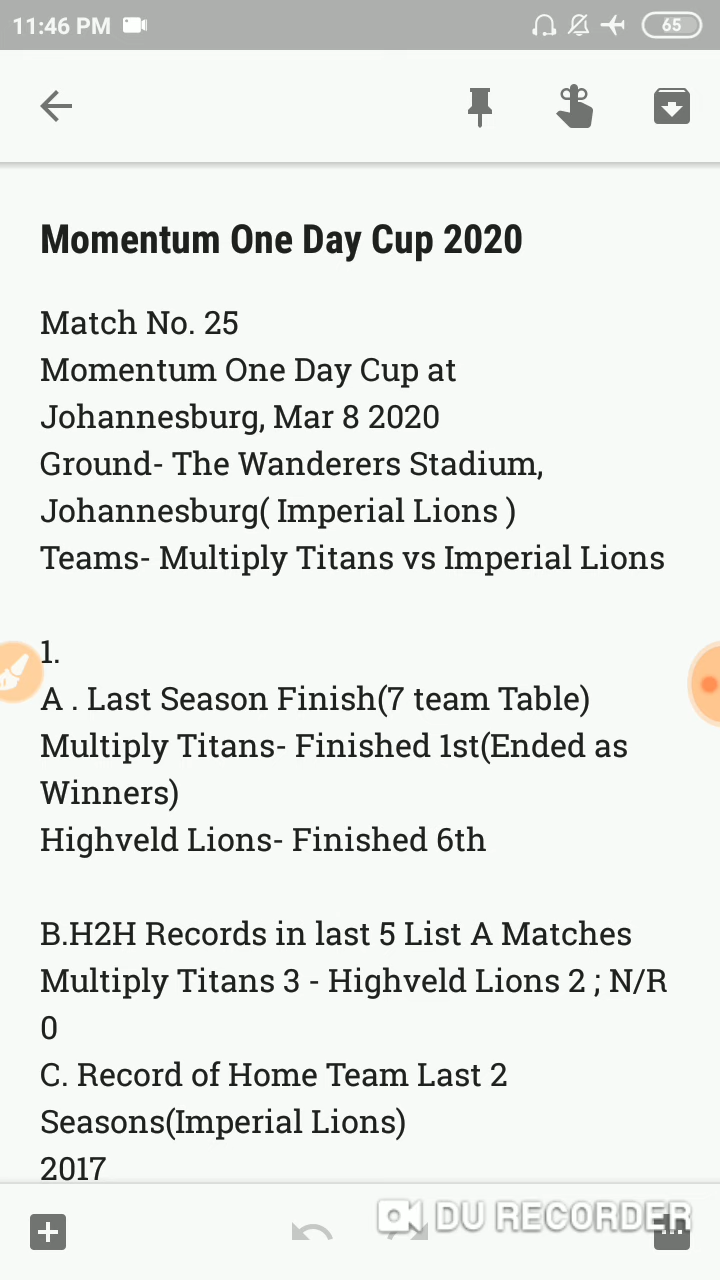 11:46 PM
65
Momentum One Day Cup 2020
Match No. 25
Momentum One Day Cup at
Johannesburg, Mar 8 2020
Ground- The Wanderers Stadium,
Johannesburg( Imperial Lions )
Teams- Multiply Titans vs Imperial Lions
1.
A . Last Season Finish(7 team Table)
Multiply Titans- Finished 1st(Ended as
Winners)
Highveld Lions- Finished 6th
B.H2H Records in last 5 List A Matches
Multiply Titans 3 - Highveld Lions 2 ; N/R
0
C. Record of Home Team Last 2
Seasons(Imperial Lions)
2017
DU RECORDER